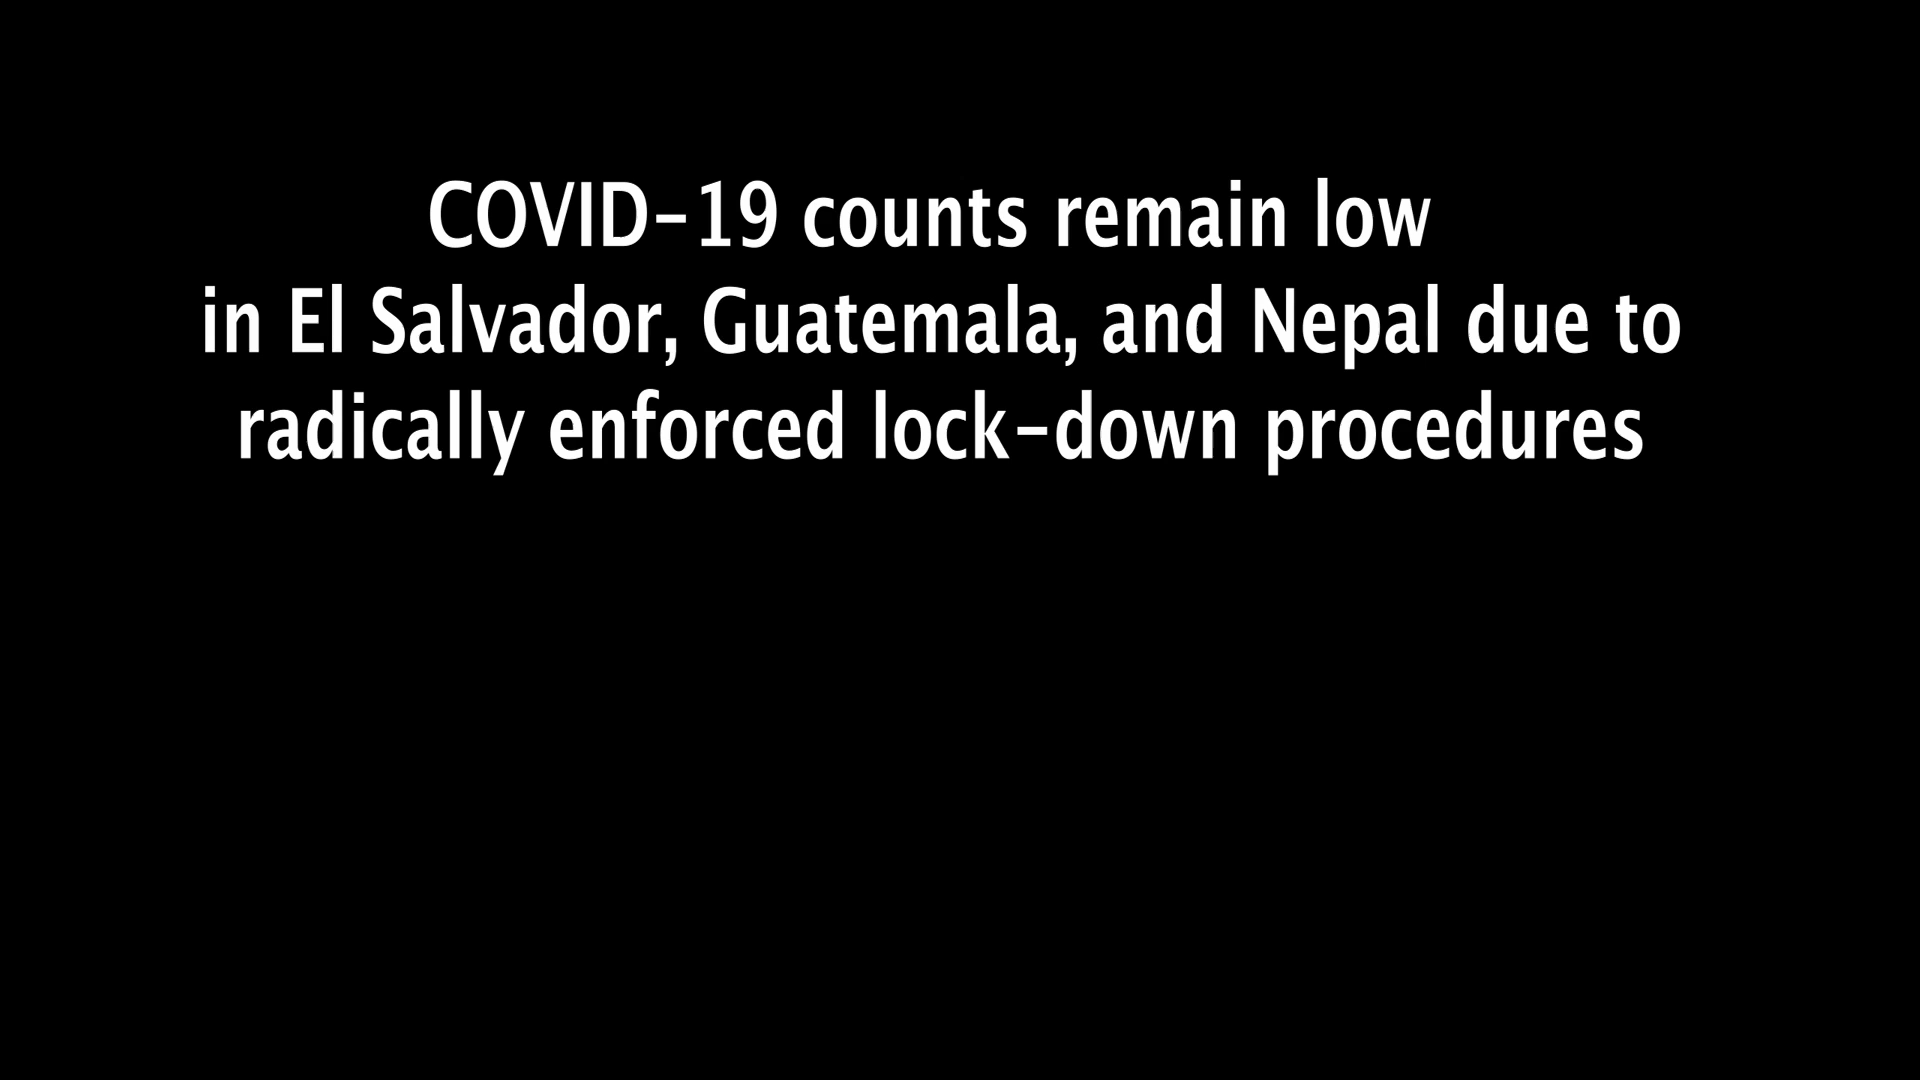 COVID-19 counts remain low
in El Salvador, Guatemala, and Nepal due to
radically enforced lock-down procedures